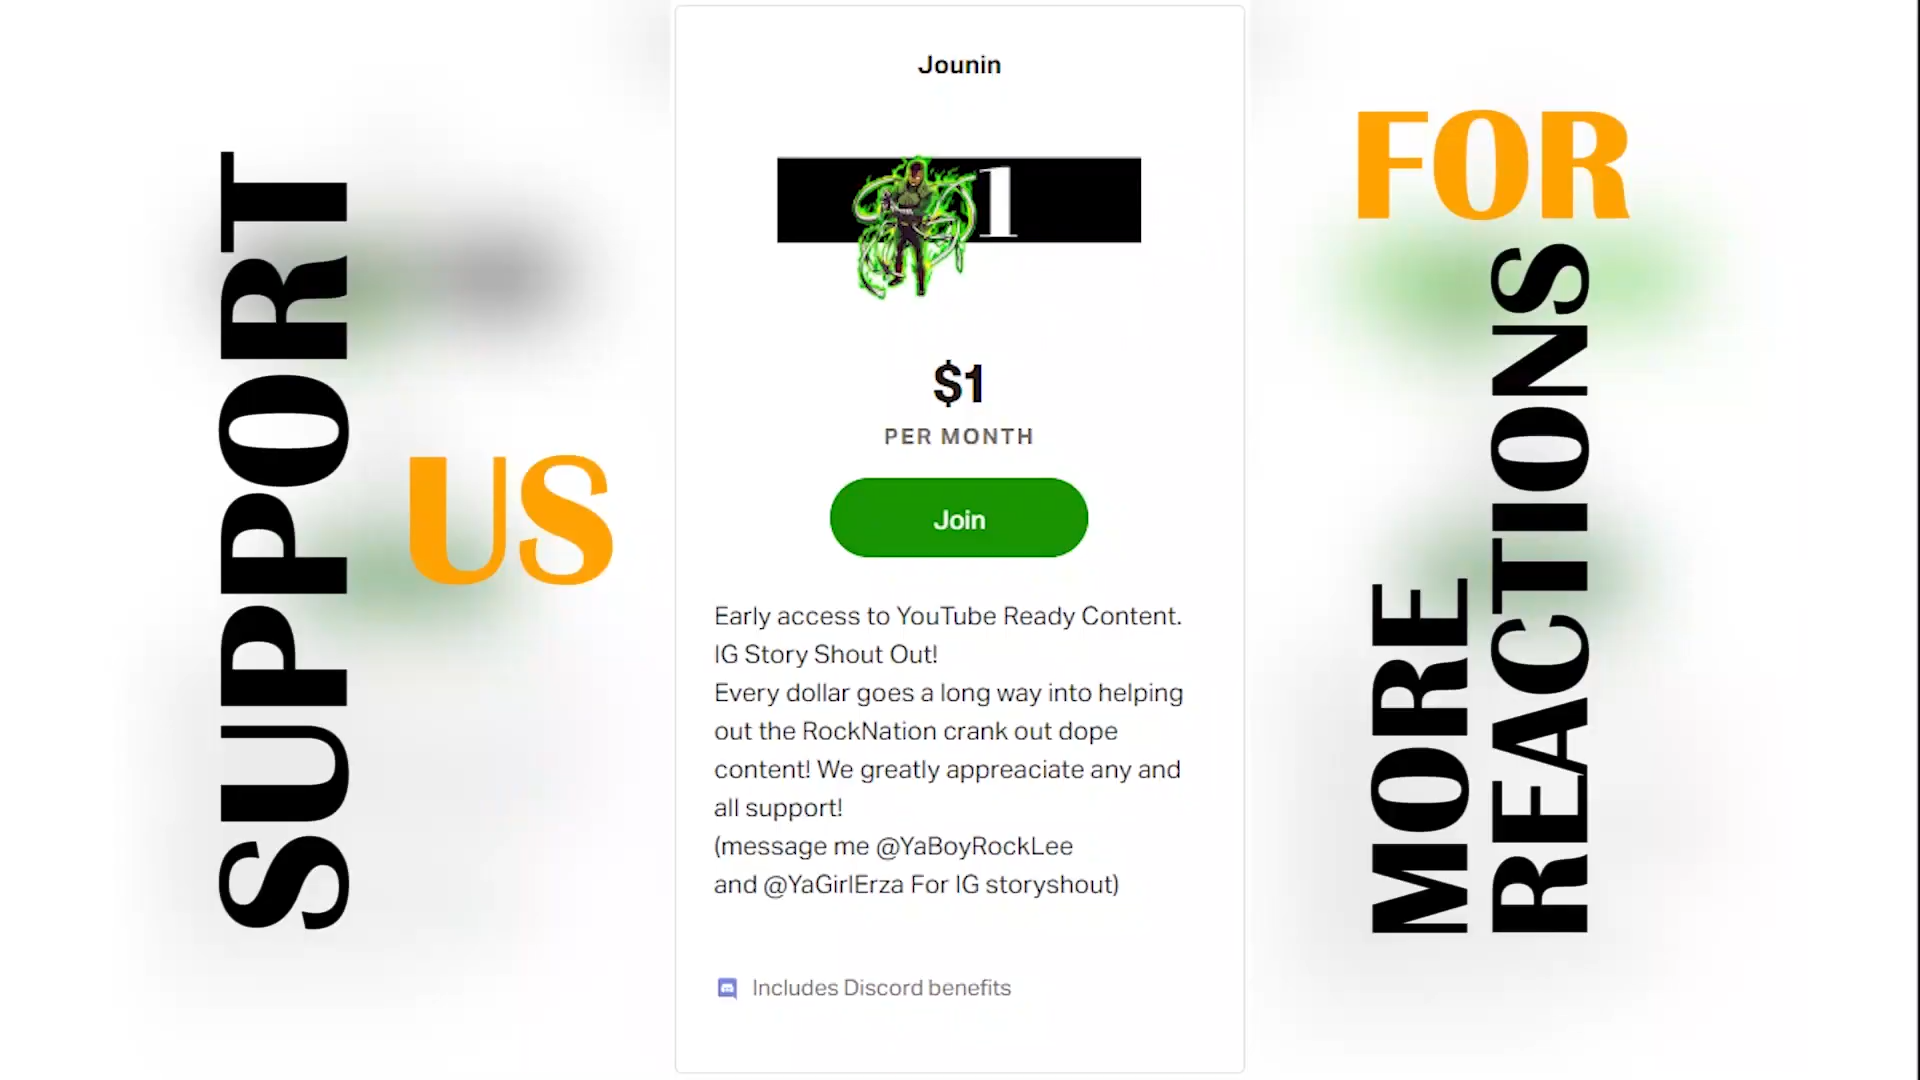 SUPPORT
US
Jounin
1
$1
PER MONTH
Join
Early access to YouTube Ready Content.
IG Story Shout Out!
Every dollar goes a long way into helping
out the RockNation crank out dope
content! We greatly appreaciate any and
all support!
(message me @YaBoyRockLee
and @YaGirlErza For IG storyshout)
Includes Discord benefits
FOR
MORE
REACTIONS